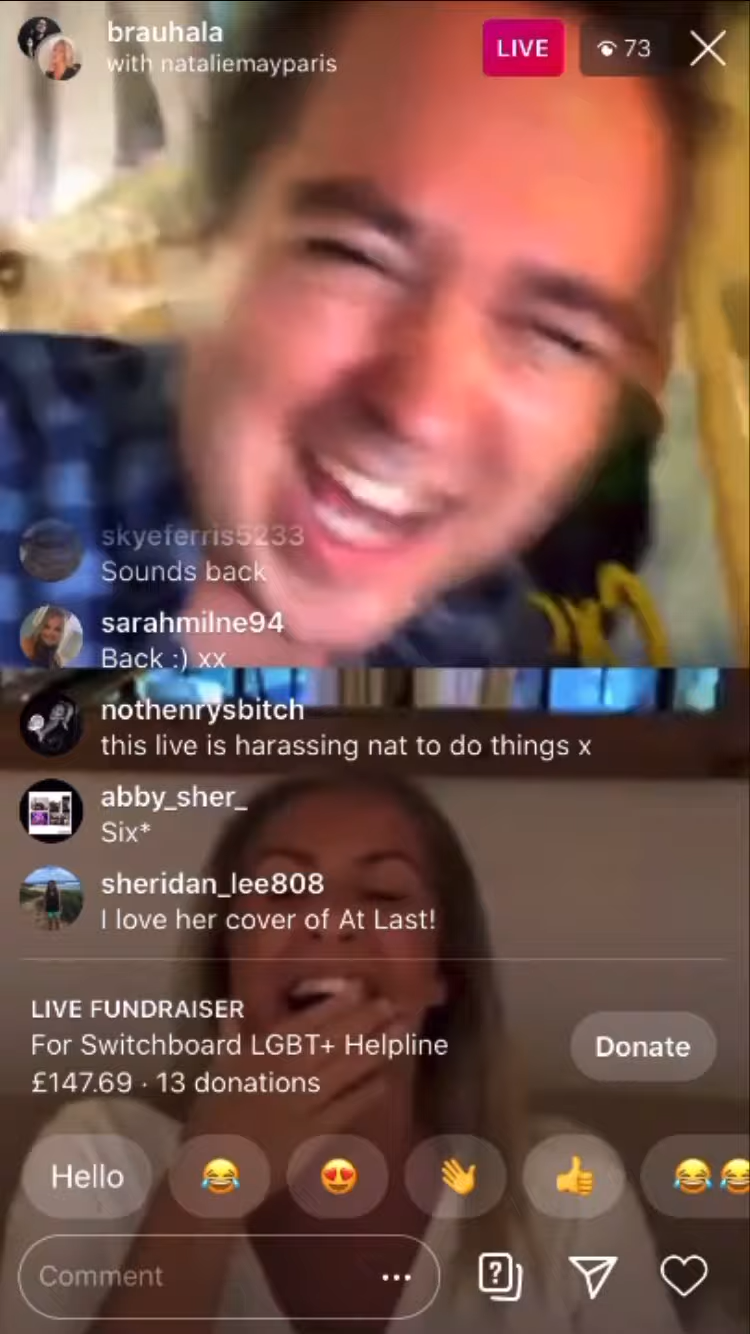 brauhala
with nataliemayparis
LIVE
73
skyeferris5233
Sounds back
sarahmilne94
Back :) xx
nothenrysbitch
this live is harassing nat to do things x
abby_sher_
Six*
sheridan_lee808
I love her cover of At Last!
LIVE FUNDRAISER
For Switchboard LGBT+ Helpline
£147.69 · 13 donations
Donate
Hello 😂 😍 👋 👍 😂😂
Comment